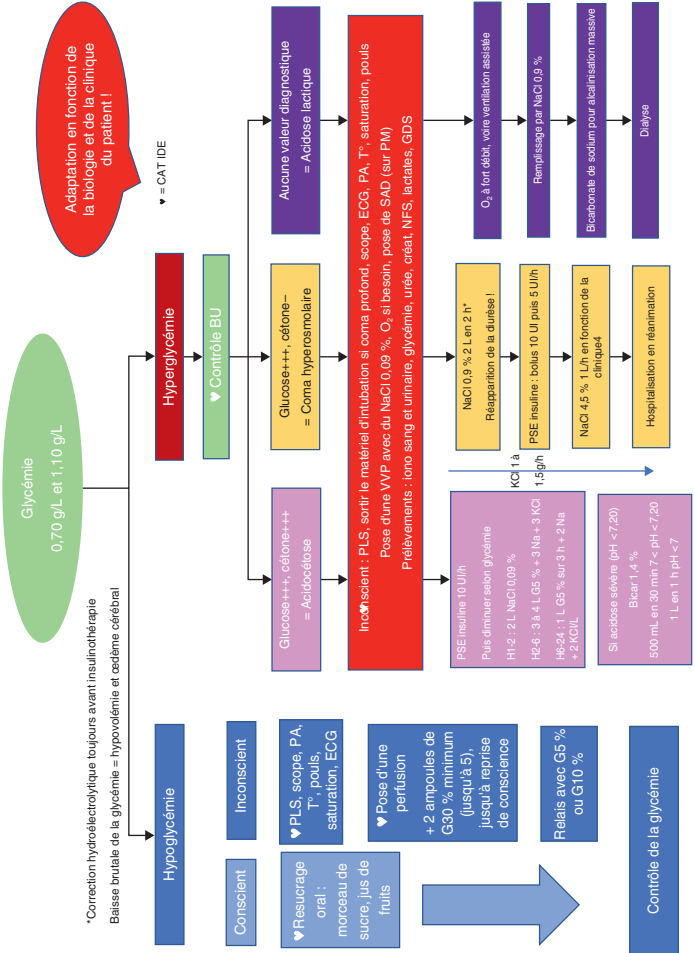 Glycémie
0,70 g/L et 1,10 g/L
Adaptation en fonction de
la biologie et de la clinique
du patient !
♥ = CAT IDE
*Correction hydroélectrolytique toujours avant insulinothérapie
Baisse brutale de la glycémie = hypovolémie et œdème cérébral
Hypoglycémie
Conscient
Inconscient
♥ Resucrage
oral :
morceau de
sucre, jus de
fruits
♥ PLS, scope, PA,
T°, pouls,
saturation, ECG
♥ Pose d'une
perfusion
+ 2 ampoules de
G30 % minimum
(jusqu'à 5),
jusqu'à reprise
de conscience
Relais avec G5 %
ou G10 %
Contrôle de la glycémie
Hyperglycémie
♥ Contrôle BU
Glucose+++, cétone+++
= Acidocétose
Glucose+++, cétone–
= Coma hyperosmolaire
Aucune valeur diagnostique
= Acidose lactique
Inconscient : PLS, sortir le matériel d'intubation si coma profond, scope, ECG, PA, T°, saturation, pouls
Pose d'une VVP avec du NaCl 0,09 %, O₂ si besoin, pose de SAD (sur PM)
Prélèvements : iono sang et urinaire, glycémie, urée, créat, NFS, lactates, GDS
PSE insuline 10 UI/h
Puis diminuer selon glycémie
H1-2 : 2 L NaCl 0,09 %
H2-6 : 3 à 4 L G5 % + 3 Na + 3 KCl
H6-24 : 1 L G5 % sur 3 h + 2 Na
+ 2 KCl/L
Si acidose sévère (pH < 7,20)
Bicar 1,4 %
500 mL en 30 min 7 < pH < 7,20
1 L en 1 h pH < 7
KCl 1 à
1,5 g/h
NaCl 0,9 % 2 L en 2 h*
Réapparition de la diurèse !
PSE insuline : bolus 10 UI puis 5 UI/h
NaCl 4,5 % 1 L/h en fonction de la
clinique4
Hospitalisation en réanimation
O₂ à fort débit, voire ventilation assistée
Remplissage par NaCl 0,9 %
Bicarbonate de sodium pour alcalinisation massive
Dialyse